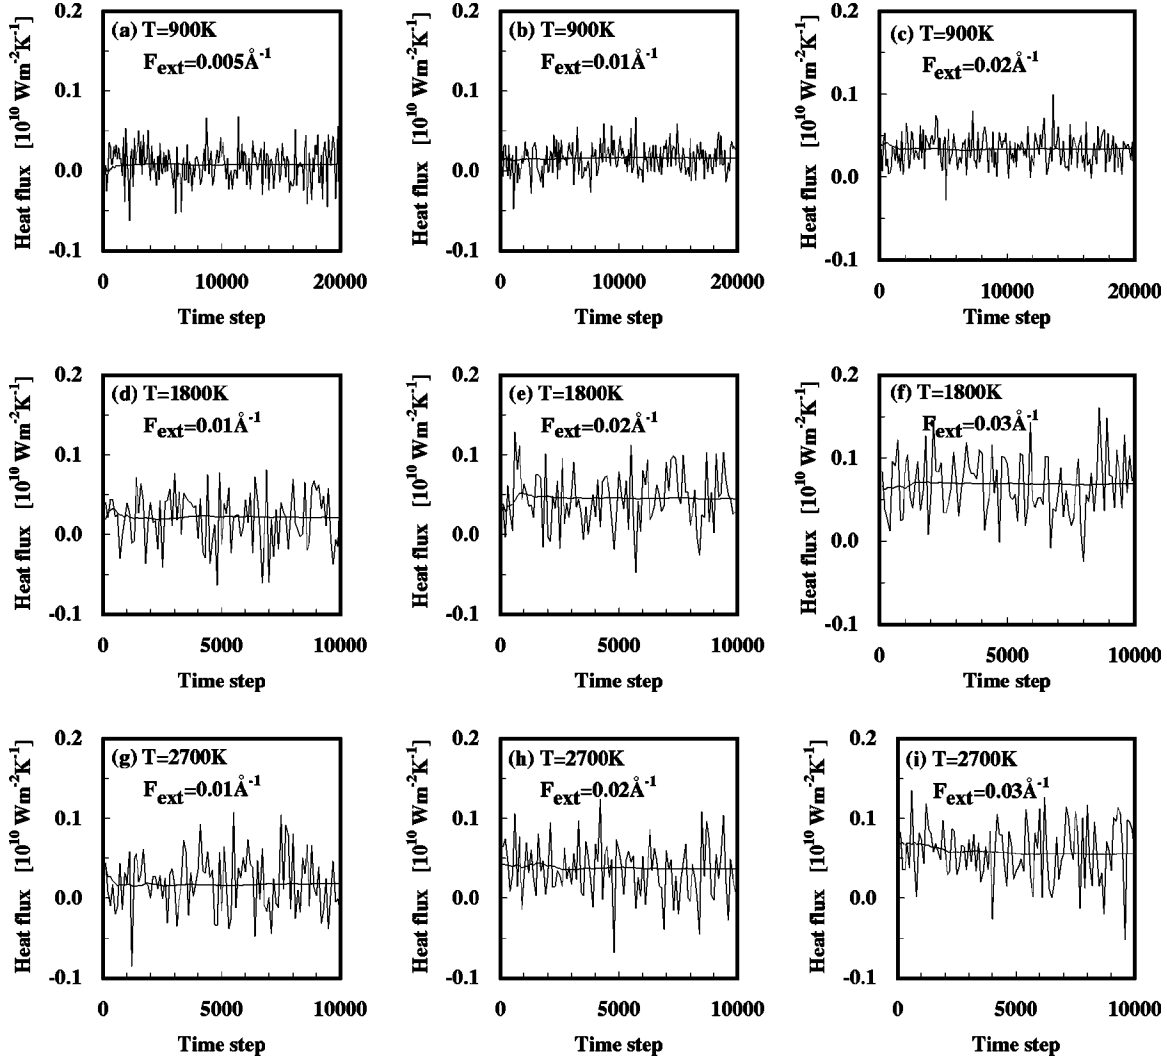 (a) T=900K
F_ext=0.005Å^-1
Heat flux [10^10 Wm^-2K^-1]
0.2
0.1
0.0
-0.1
0 10000 20000
Time step
(b) T=900K
F_ext=0.01Å^-1
Heat flux [10^10 Wm^-2K^-1]
0.2
0.1
0.0
-0.1
0 10000 20000
Time step
(c) T=900K
F_ext=0.02Å^-1
Heat flux [10^10 Wm^-2K^-1]
0.2
0.1
0.0
-0.1
0 10000 20000
Time step
(d) T=1800K
F_ext=0.01Å^-1
Heat flux [10^10 Wm^-2K^-1]
0.2
0.1
0.0
-0.1
0 5000 10000
Time step
(e) T=1800K
F_ext=0.02Å^-1
Heat flux [10^10 Wm^-2K^-1]
0.2
0.1
0.0
-0.1
0 5000 10000
Time step
(f) T=1800K
F_ext=0.03Å^-1
Heat flux [10^10 Wm^-2K^-1]
0.2
0.1
0.0
-0.1
0 5000 10000
Time step
(g) T=2700K
F_ext=0.01Å^-1
Heat flux [10^10 Wm^-2K^-1]
0.2
0.1
0.0
-0.1
0 5000 10000
Time step
(h) T=2700K
F_ext=0.02Å^-1
Heat flux [10^10 Wm^-2K^-1]
0.2
0.1
0.0
-0.1
0 5000 10000
Time step
(i) T=2700K
F_ext=0.03Å^-1
Heat flux [10^10 Wm^-2K^-1]
0.2
0.1
0.0
-0.1
0 5000 10000
Time step